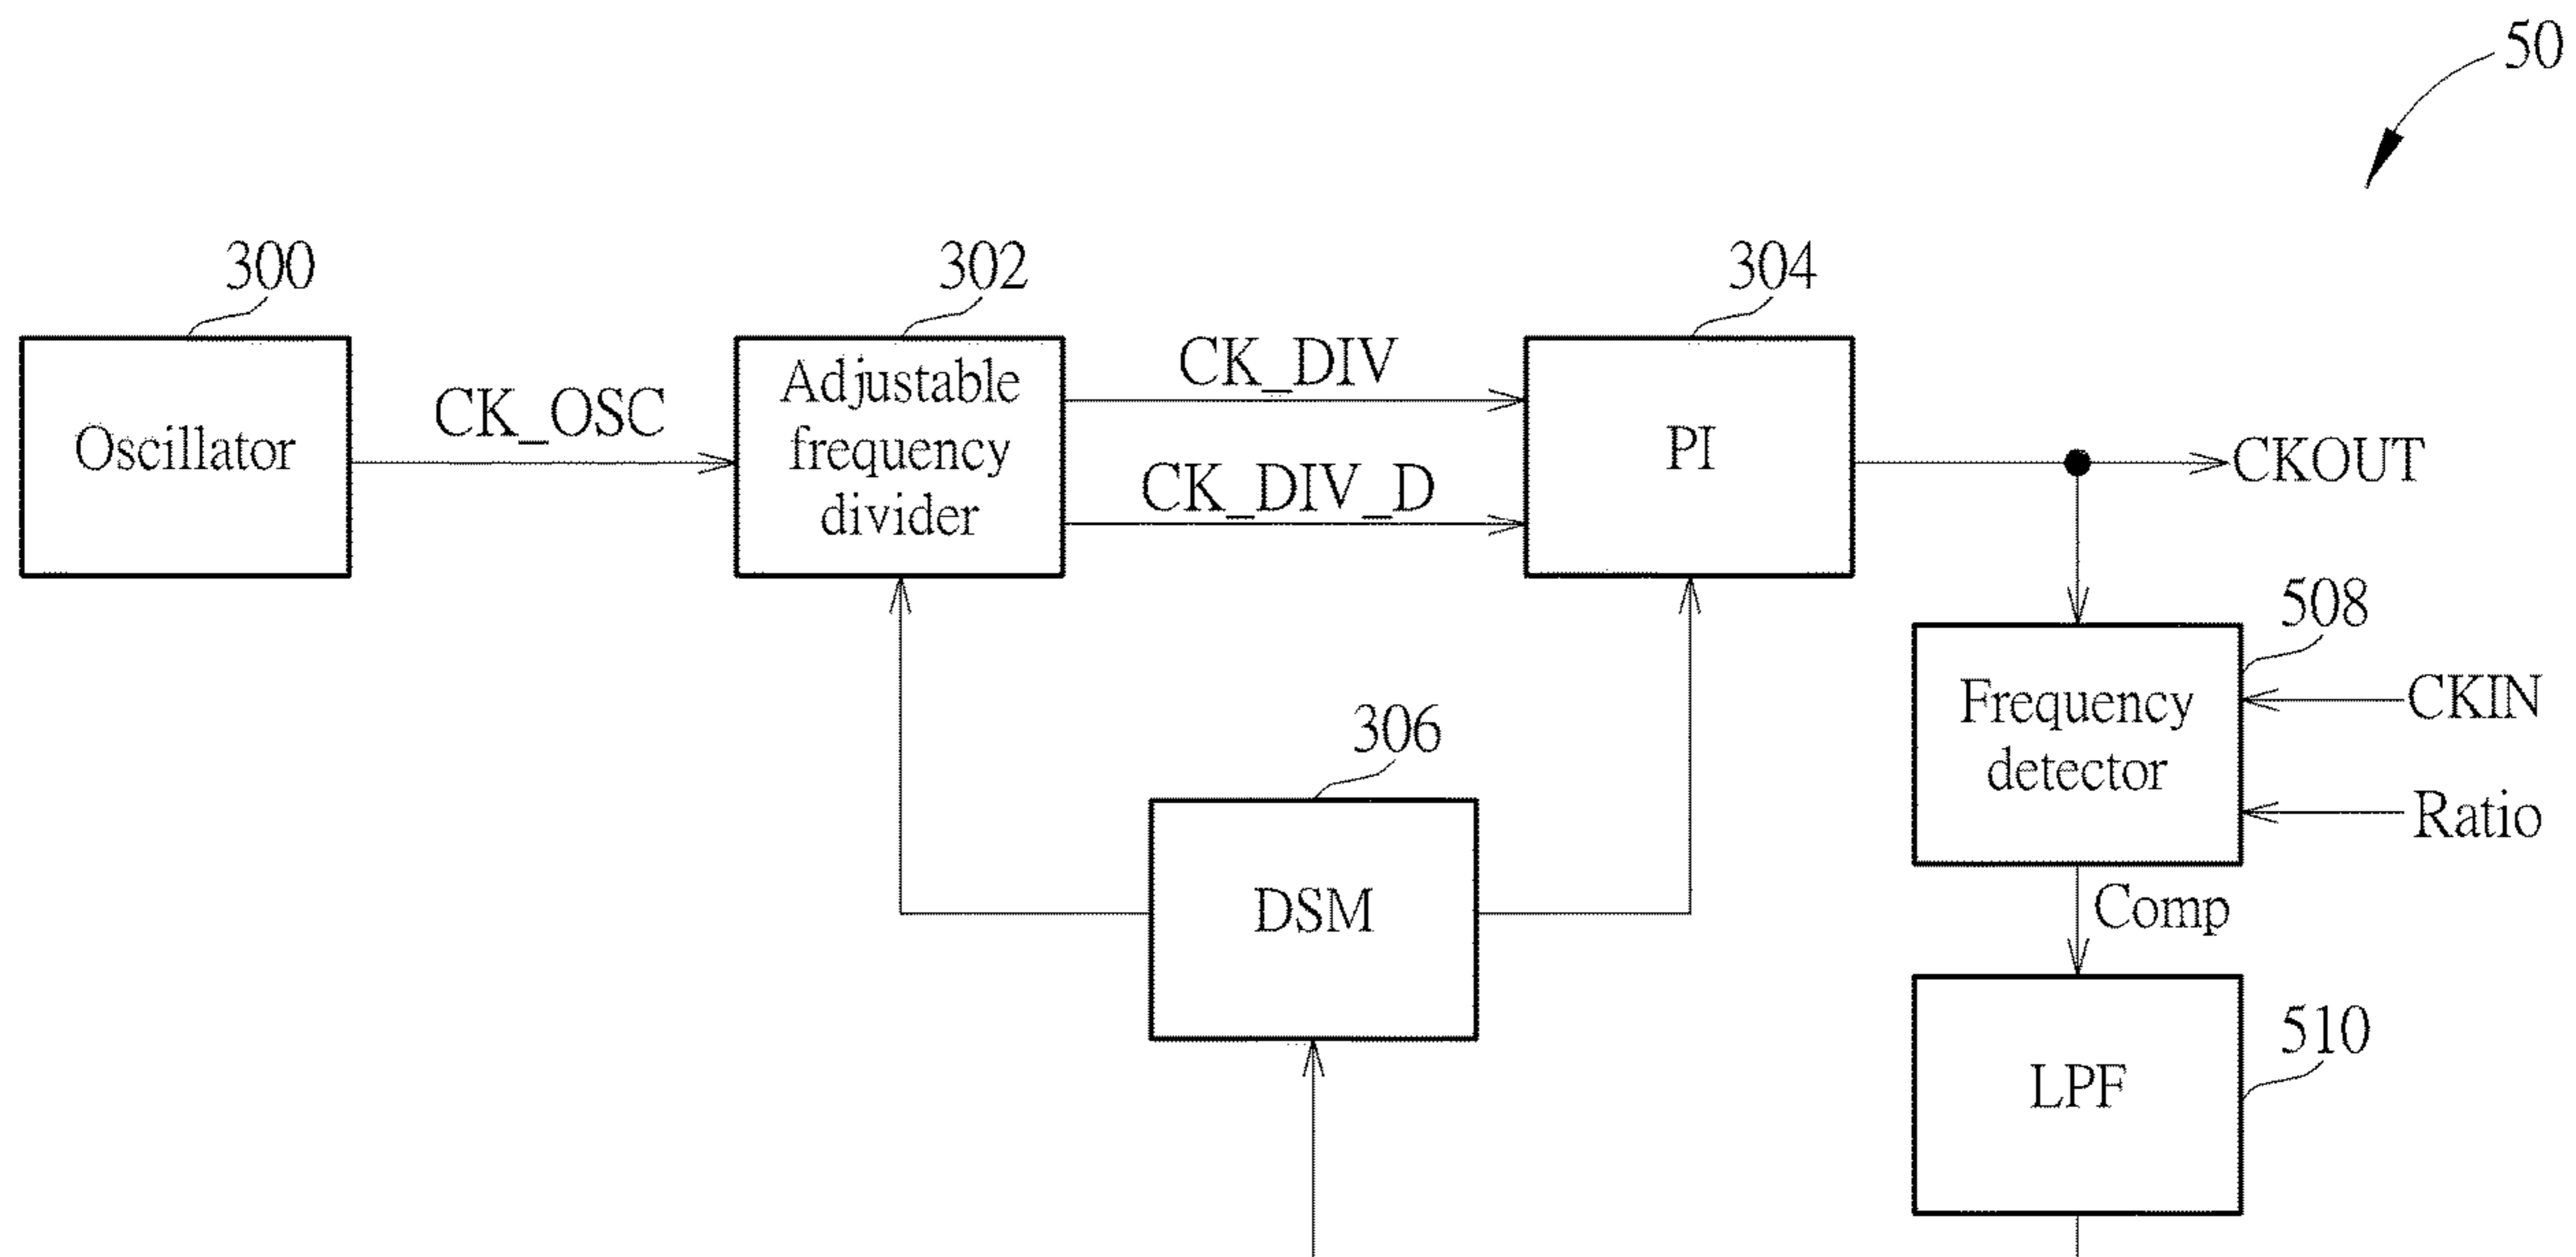 50
300
302
304
Oscillator
CK_OSC
Adjustable
frequency
divider
CK_DIV
CK_DIV_D
PI
CKOUT
508
Frequency
detector
CKIN
Ratio
306
DSM
Comp
510
LPF